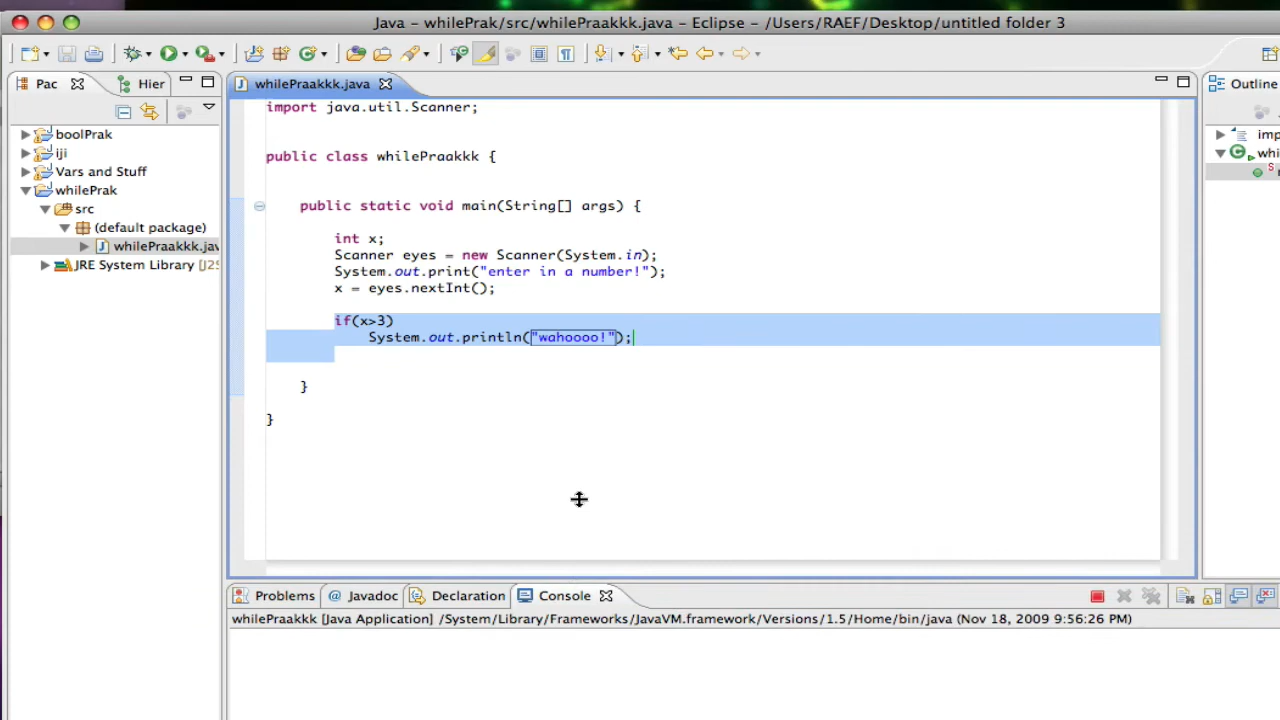 Java – whilePrak/src/whilePraakkk.java – Eclipse – /Users/RAEF/Desktop/untitled folder 3
Pac
Hier
boolPrak
iji
Vars and Stuff
whilePrak
src
(default package)
whilePraakkk.jav
JRE System Library [J2S
whilePraakkk.java
import java.util.Scanner;
public class whilePraakkk {
public static void main(String[] args) {
int x;
Scanner eyes = new Scanner(System.in);
System.out.print("enter in a number!");
x = eyes.nextInt();
if(x>3)
System.out.println("wahoooo!");
}
}
Outline
imp
whi
Problems
Javadoc
Declaration
Console
whilePraakkk [Java Application] /System/Library/Frameworks/JavaVM.framework/Versions/1.5/Home/bin/java (Nov 18, 2009 9:56:26 PM)